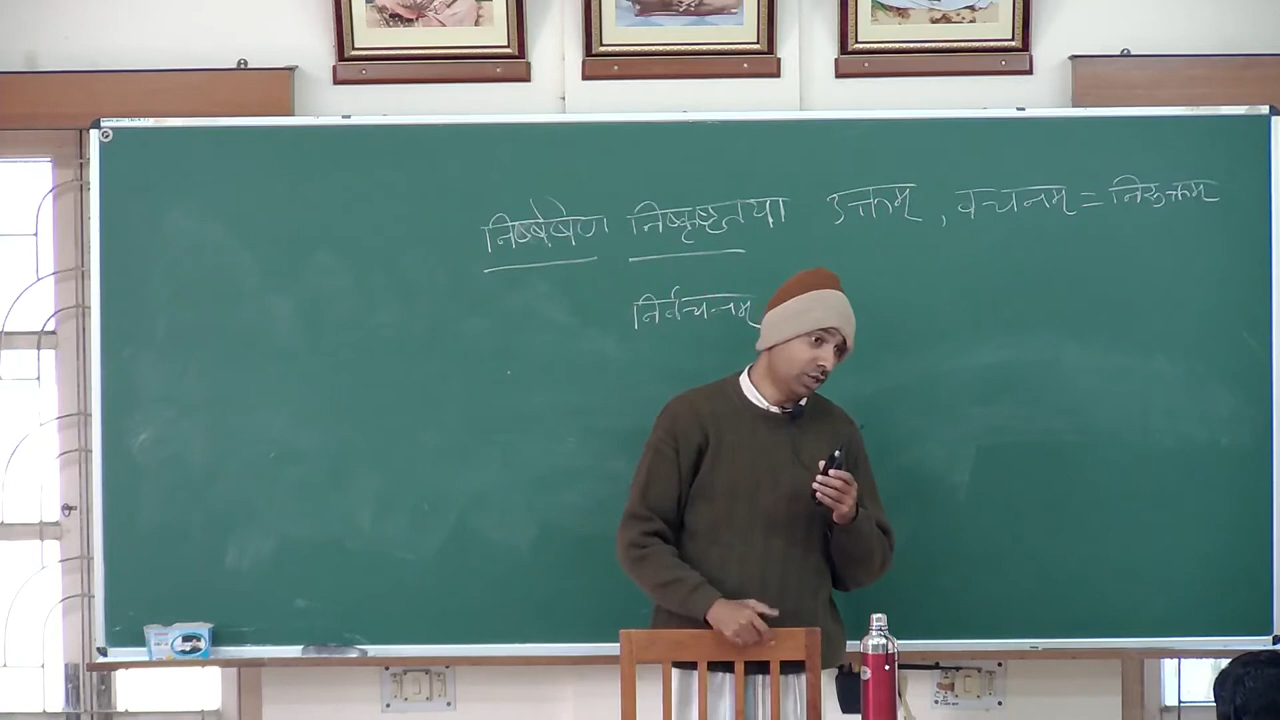 निष्शेषेण निष्कृष्टतया उक्तम्, वचनम् = निरुक्तम्
निर्वचनम्